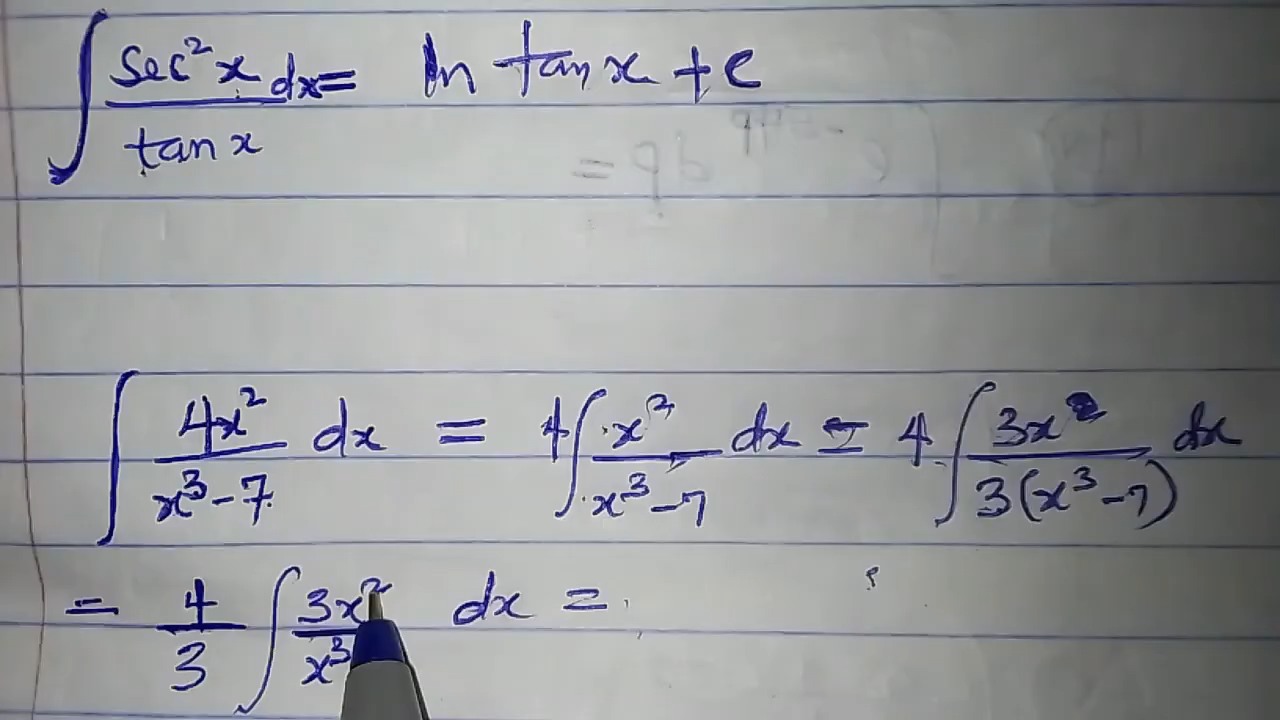 ∫ sec²x/tan x dx = ln tan x + c
∫ 4x²/x³-7 dx = 4∫ x²/x³-7 dx = 4∫ 3x²/3(x³-7) dx
= 4/3 ∫ 3x²/x³ dx =